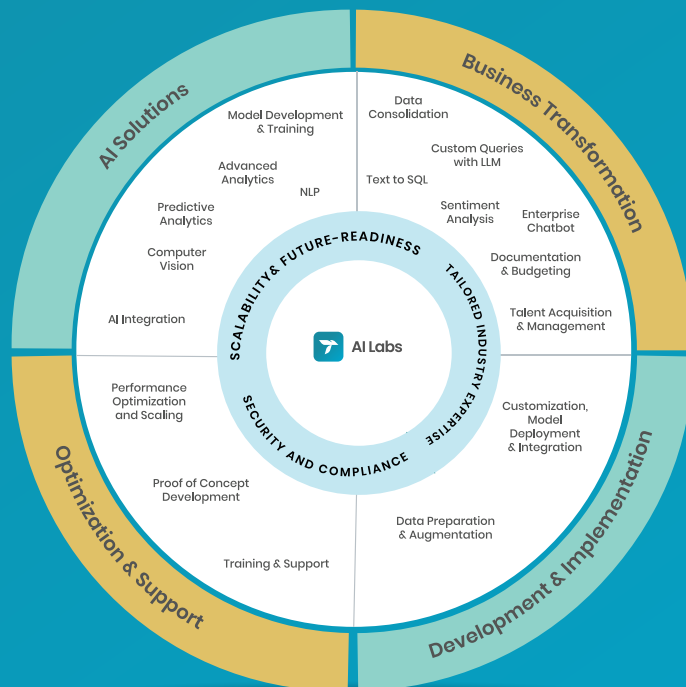 AI Solutions
Model Development
& Training
Advanced
Analytics
NLP
Predictive
Analytics
Computer
Vision
AI Integration
Business Transformation
Data
Consolidation
Custom Queries
with LLM
Text to SQL
Sentiment
Analysis
Enterprise
Chatbot
Documentation
& Budgeting
Talent Acquisition
& Management
SCALABILITY & FUTURE-READINESS
TAILORED INDUSTRY EXPERTISE
SECURITY AND COMPLIANCE
AI Labs
Optimization & Support
Performance
Optimization
and Scaling
Proof of Concept
Development
Training & Support
Development & Implementation
Customization,
Model
Deployment
& Integration
Data Preparation
& Augmentation